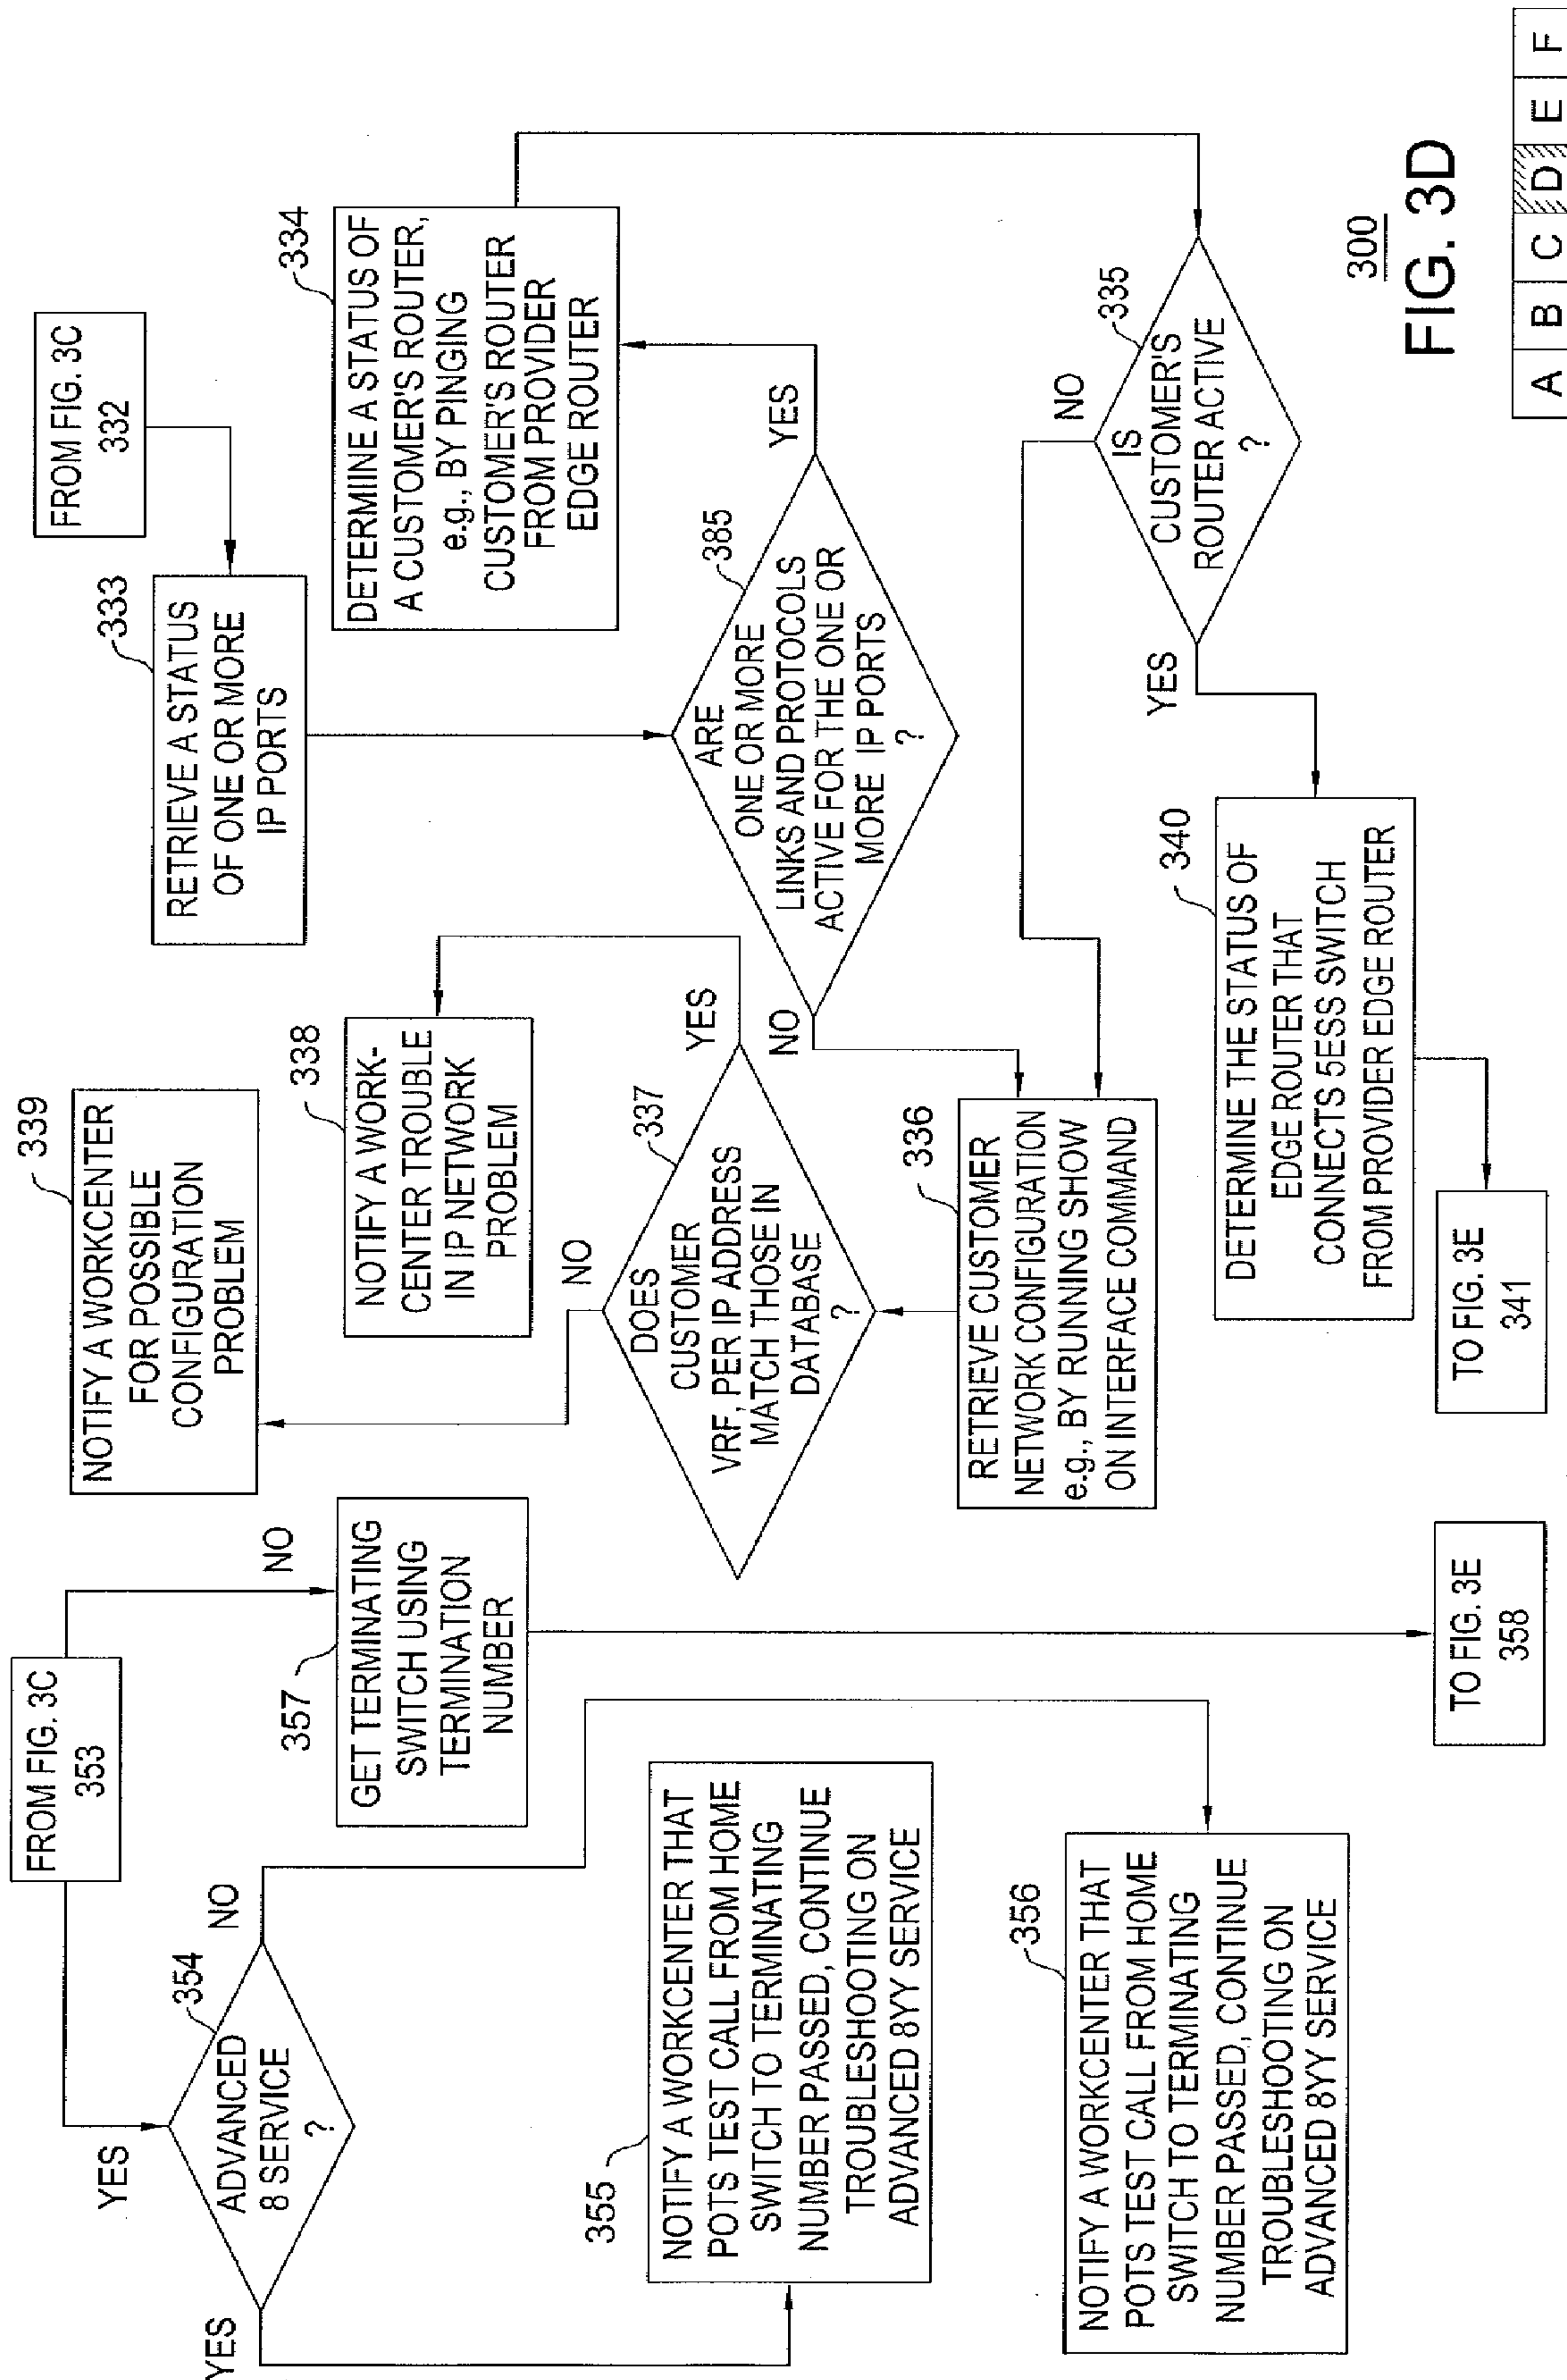 FROM FIG. 3C
353
YES
NO
354
ADVANCED
8 SERVICE
?
YES
NO
357
GET TERMINATING
SWITCH USING
TERMINATION
NUMBER
355
NOTIFY A WORKCENTER THAT
POTS TEST CALL FROM HOME
SWITCH TO TERMINATING
NUMBER PASSED, CONTINUE
TROUBLESHOOTING ON
ADVANCED 8YY SERVICE
356
NOTIFY A WORKCENTER THAT
POTS TEST CALL FROM HOME
SWITCH TO TERMINATING
NUMBER PASSED, CONTINUE
TROUBLESHOOTING ON
ADVANCED 8YY SERVICE
TO FIG. 3E
358
FROM FIG. 3C
332
333
RETRIEVE A STATUS
OF ONE OR MORE
IP PORTS
334
DETERMIINE A STATUS OF
A CUSTOMER'S ROUTER,
e.g., BY PINGING
CUSTOMER'S ROUTER
FROM PROVIDER
EDGE ROUTER
385
ARE
ONE OR MORE
LINKS AND PROTOCOLS
ACTIVE FOR THE ONE OR
MORE IP PORTS
?
YES
NO
339
NOTIFY A WORKCENTER
FOR POSSIBLE
CONFIGURATION
PROBLEM
338
NOTIFY A WORK-
CENTER TROUBLE
IN IP NETWORK
PROBLEM
NO
YES
337
DOES
CUSTOMER
VRF, PER IP ADDRESS
MATCH THOSE IN
DATABASE
?
336
RETRIEVE CUSTOMER
NETWORK CONFIGURATION
e.g., BY RUNNING SHOW
ON INTERFACE COMMAND
335
NO
IS
CUSTOMER'S
ROUTER ACTIVE
?
YES
340
DETERMINE THE STATUS OF
EDGE ROUTER THAT
CONNECTS 5ESS SWITCH
FROM PROVIDER EDGE ROUTER
TO FIG. 3E
341
300
FIG. 3D
A B C D E F